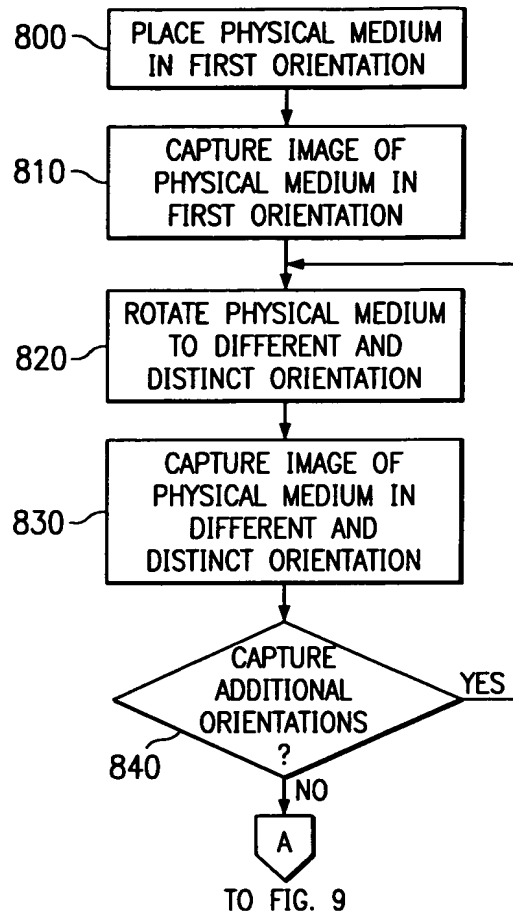 800
PLACE PHYSICAL MEDIUM
IN FIRST ORIENTATION
810
CAPTURE IMAGE OF
PHYSICAL MEDIUM IN
FIRST ORIENTATION
820
ROTATE PHYSICAL MEDIUM
TO DIFFERENT AND
DISTINCT ORIENTATION
830
CAPTURE IMAGE OF
PHYSICAL MEDIUM IN
DIFFERENT AND
DISTINCT ORIENTATION
840
CAPTURE
ADDITIONAL
ORIENTATIONS
?
YES
NO
A
TO FIG. 9